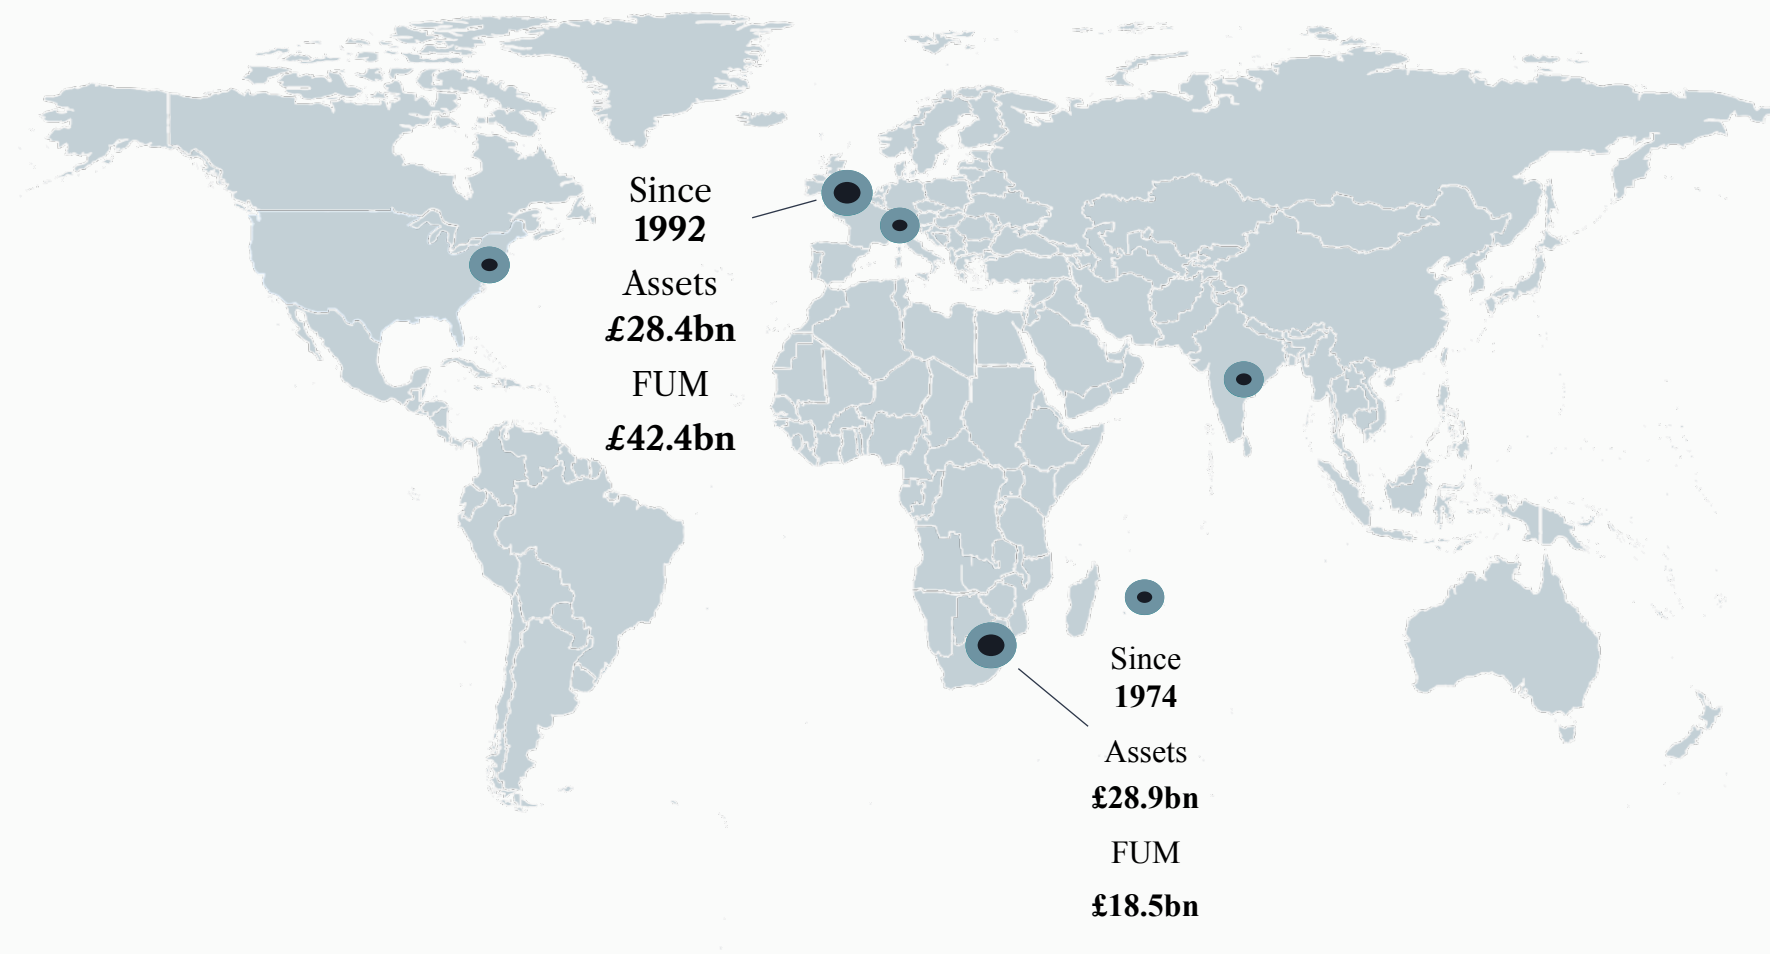 Since
1992
Assets
£28.4bn
FUM
£42.4bn
Since
1974
Assets
£28.9bn
FUM
£18.5bn